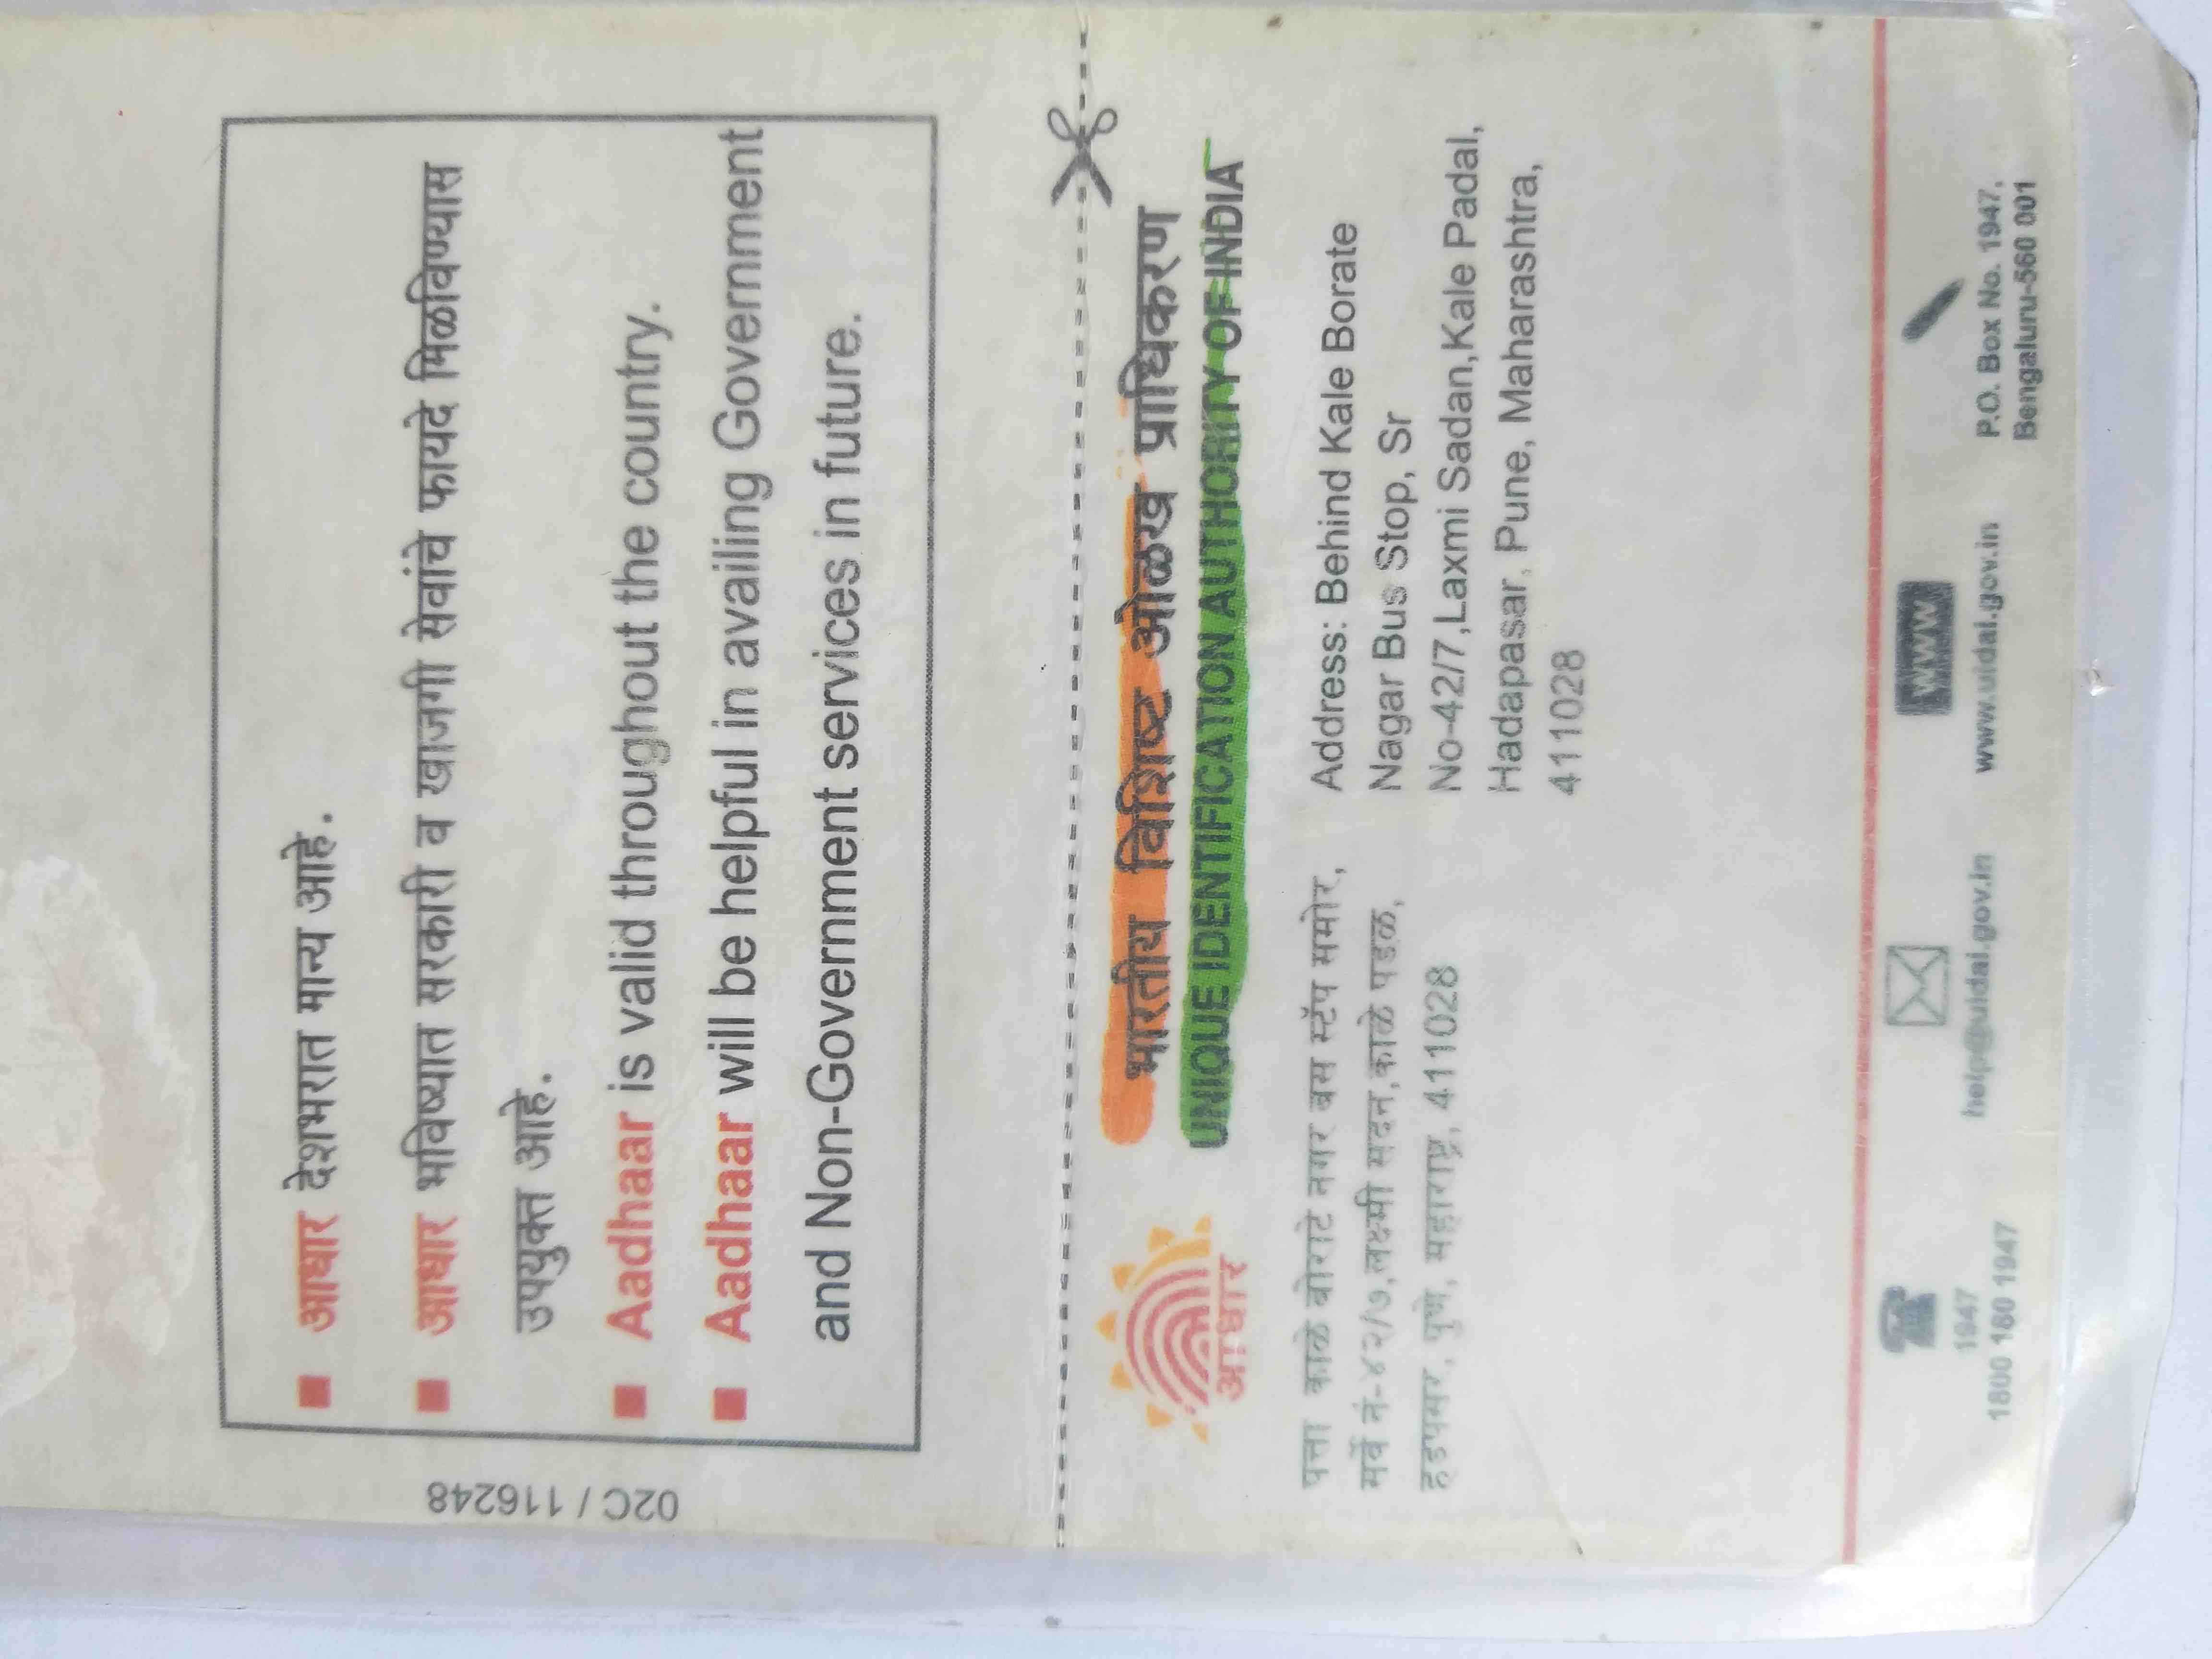 ■ आधार देशभरात मान्य आहे.
■ आधार भविष्यात सरकारी व खाजगी सेवांचे फायदे मिळविण्यास
उपयुक्त आहे.
■ Aadhaar is valid throughout the country.
■ Aadhaar will be helpful in availing Government
and Non-Government services in future.
02C / 116248
भारतीय विशिष्ट ओळख प्राधिकरण
UNIQUE IDENTIFICATION AUTHORITY OF INDIA
आधार
पत्ता काळे बोराटे नगर बस स्टॅप समोर,
सर्वे नं-४२/७,लक्ष्मी सदन,काळे पडळ,
हडपसर, पुणे, महाराष्ट्र, 411028
Address: Behind Kale Borate
Nagar Bus Stop, Sr
No-42/7,Laxmi Sadan,Kale Padal,
Hadapasar, Pune, Maharashtra,
411028
1947
1800 180 1947
help@uidai.gov.in
www
www.uidai.gov.in
P.O. Box No. 1947,
Bengaluru-560 001